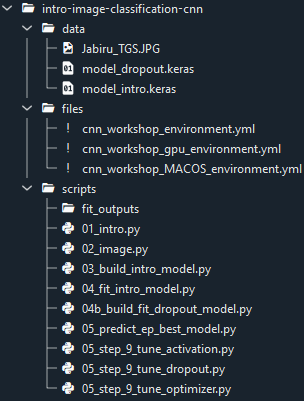 intro-image-classification-cnn
data
Jabiru_TGS.JPG
01 model_dropout.keras
01 model_intro.keras
files
! cnn_workshop_environment.yml
! cnn_workshop_gpu_environment.yml
! cnn_workshop_MACOS_environment.yml
scripts
fit_outputs
01_intro.py
02_image.py
03_build_intro_model.py
04_fit_intro_model.py
04b_build_fit_dropout_model.py
05_predict_ep_best_model.py
05_step_9_tune_activation.py
05_step_9_tune_dropout.py
05_step_9_tune_optimizer.py